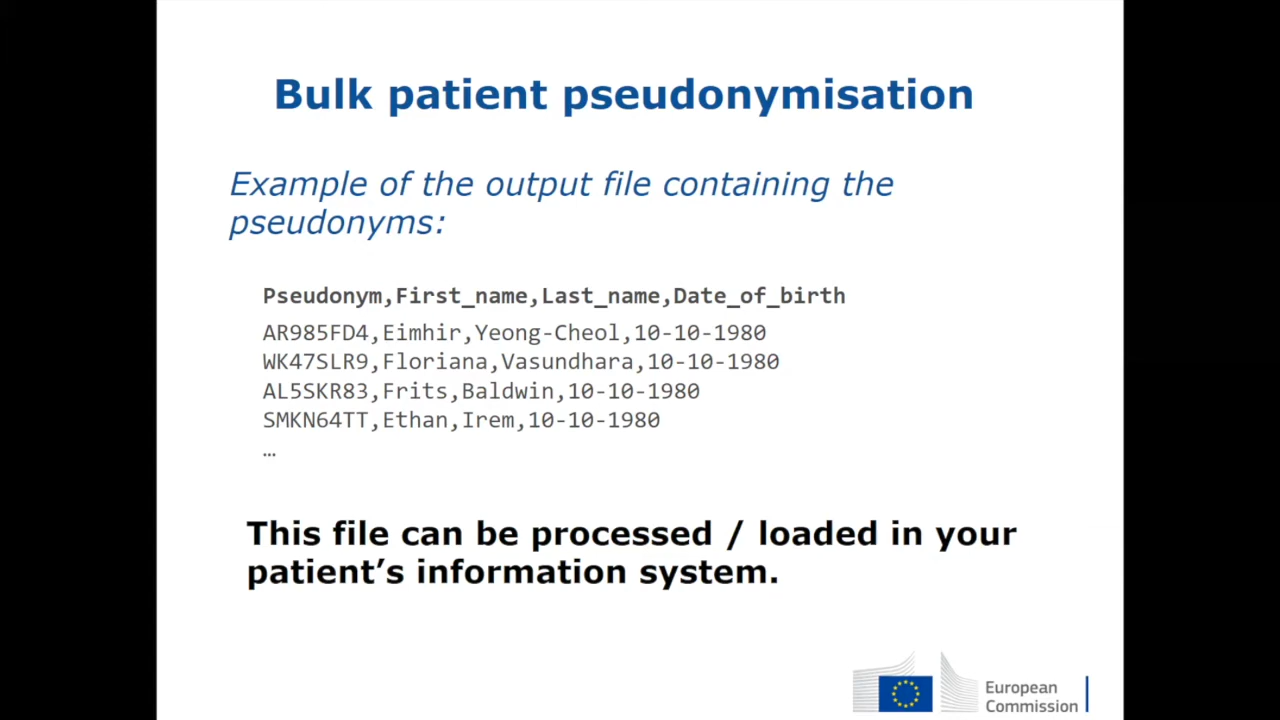 Bulk patient pseudonymisation
Example of the output file containing the
pseudonyms:
Pseudonym,First_name,Last_name,Date_of_birth
AR985FD4,Eimhir,Yeong-Cheol,10-10-1980
WK47SLR9,Floriana,Vasundhara,10-10-1980
AL5SKR83,Frits,Baldwin,10-10-1980
SMKN64TT,Ethan,Irem,10-10-1980
…
This file can be processed / loaded in your
patient’s information system.
European
Commission